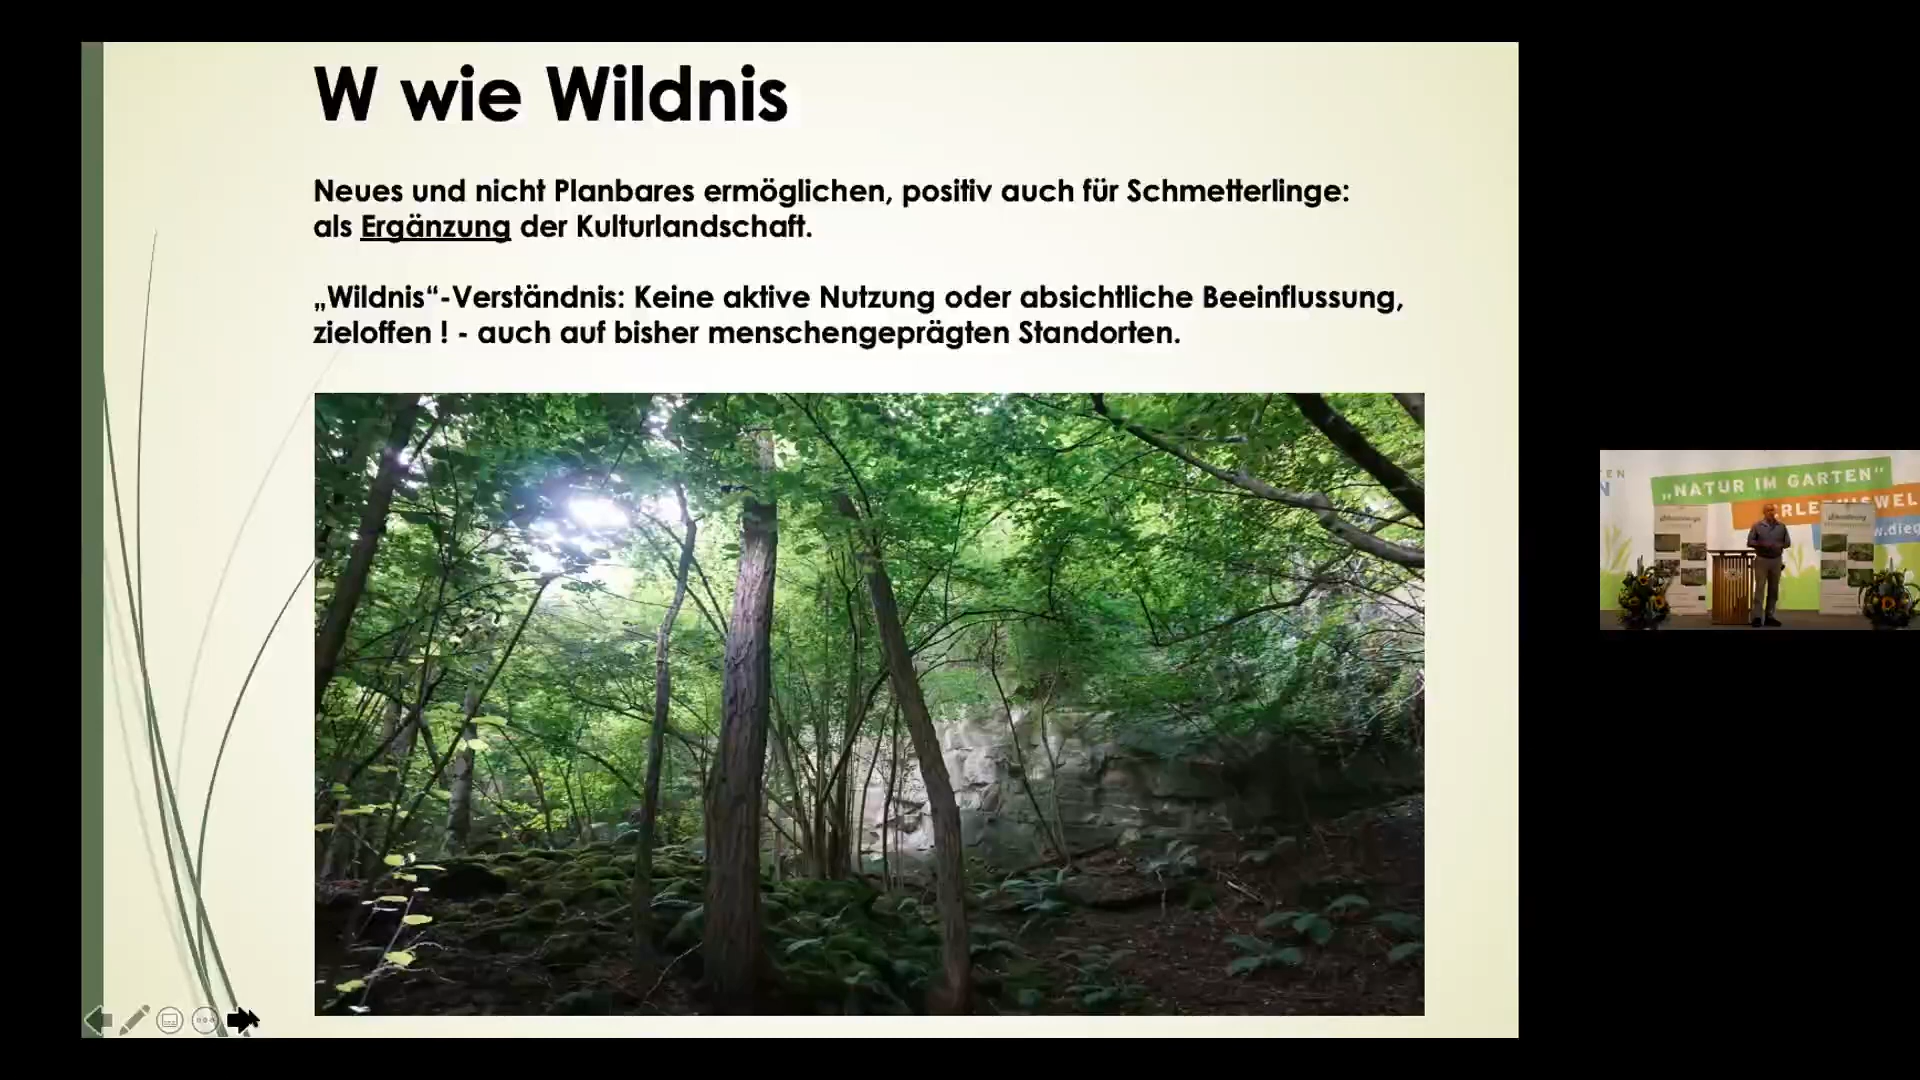 W wie Wildnis
Neues und nicht Planbares ermöglichen, positiv auch für Schmetterlinge:
als Ergänzung der Kulturlandschaft.
„Wildnis“-Verständnis: Keine aktive Nutzung oder absichtliche Beeinflussung,
zieloffen ! - auch auf bisher menschengeprägten Standorten.
„NATUR IM GARTEN“